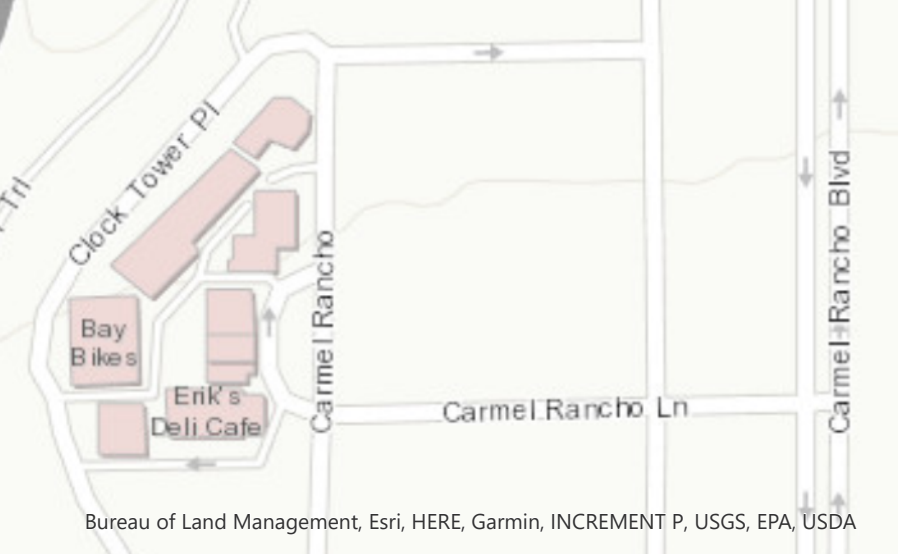 Clock Tower Pl
Trl
Carmel Rancho
Carmel Rancho Blvd
Bay
Bikes
Erik's
Deli Cafe
Carmel Rancho Ln
Bureau of Land Management, Esri, HERE, Garmin, INCREMENT P, USGS, EPA, USDA